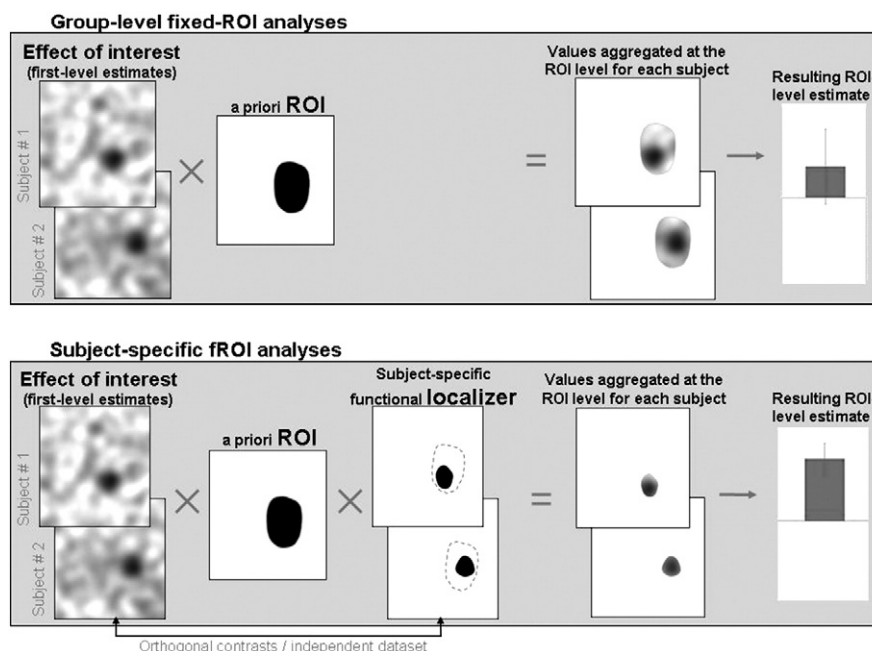 Group-level fixed-ROI analyses
Effect of interest
(first-level estimates)
Subject # 1
Subject # 2
a priori ROI
Values aggregated at the
ROI level for each subject
Resulting ROI-
level estimate
Subject-specific fROI analyses
Effect of interest
(first-level estimates)
Subject # 1
Subject # 2
a priori ROI
Subject-specific
functional localizer
Values aggregated at the
ROI level for each subject
Resulting ROI-
level estimate
Orthogonal contrasts / independent dataset